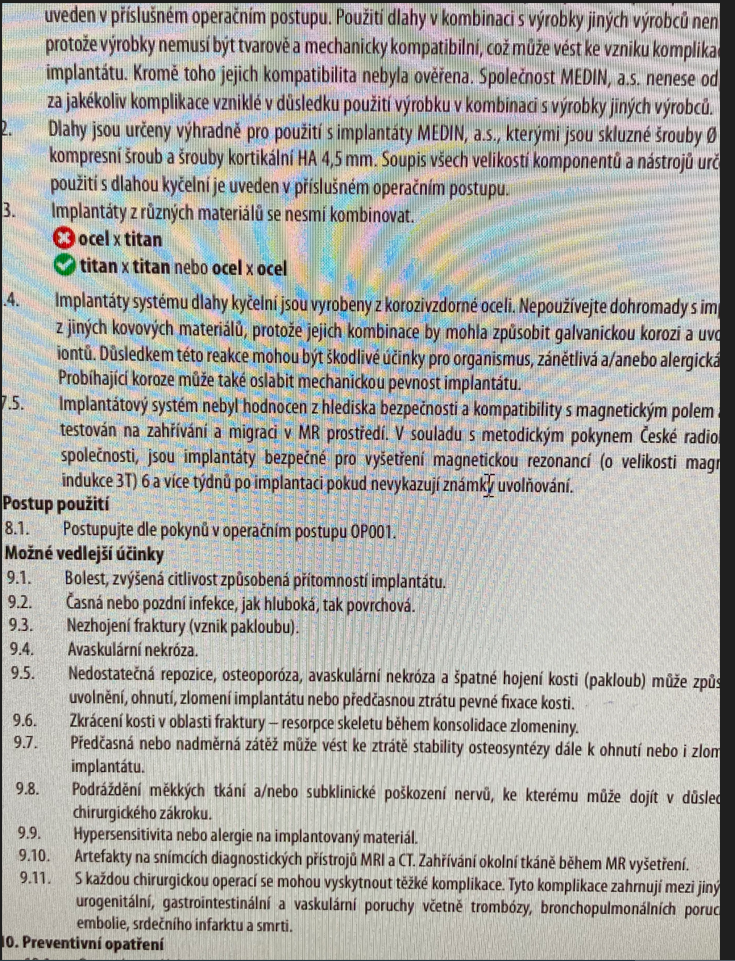 uveden v příslušném operačním postupu. Použití dlahy v kombinaci s výrobky jiných výrobců nen
protože výrobky nemusí být tvarově a mechanicky kompatibilní, což může vést ke vzniku komplika
implantátu. Kromě toho jejich kompatibilita nebyla ověřena. Společnost MEDIN, a.s. nenese od
za jakékoliv komplikace vzniklé v důsledku použití výrobku v kombinaci s výrobky jiných výrobců.
2. Dlahy jsou určeny výhradně pro použití s implantáty MEDIN, a.s., kterými jsou skluzné šrouby Ø
kompresní šroub a šrouby kortikální HA 4,5 mm. Soupis všech velikostí komponentů a nástrojů urč
použití s dlahou kyčelní je uveden v příslušném operačním postupu.
3. Implantáty z různých materiálů se nesmí kombinovat.
ocel x titan
titan x titan nebo ocel x ocel
.4. Implantáty systému dlahy kyčelní jsou vyrobeny z korozivzdorné oceli. Nepoužívejte dohromady s im
z jiných kovových materiálů, protože jejich kombinace by mohla způsobit galvanickou korozi a uvo
iontů. Důsledkem této reakce mohou být škodlivé účinky pro organismus, zánětlivá a/anebo alergická
Probíhající koroze může také oslabit mechanickou pevnost implantátu.
7.5. Implantátový systém nebyl hodnocen z hlediska bezpečnosti a kompatibility s magnetickým polem
testován na zahřívání a migraci v MR prostředí. V souladu s metodickým pokynem České radio
společnosti, jsou implantáty bezpečné pro vyšetření magnetickou rezonancí (o velikosti magr
indukce 3T) 6 a více týdnů po implantaci pokud nevykazují známky uvolňování.
Postup použití
8.1. Postupujte dle pokynů v operačním postupu OP001.
Možné vedlejší účinky
9.1. Bolest, zvýšená citlivost způsobená přítomností implantátu.
9.2. Časná nebo pozdní infekce, jak hluboká, tak povrchová.
9.3. Nezhojení fraktury (vznik pakloubu).
9.4. Avaskulární nekróza.
9.5. Nedostatečná repozice, osteoporóza, avaskulární nekróza a špatné hojení kosti (pakloub) může způs
uvolnění, ohnutí, zlomení implantátu nebo předčasnou ztrátu pevné fixace kosti.
9.6. Zkrácení kosti v oblasti fraktury – resorpce skeletu během konsolidace zlomeniny.
9.7. Předčasná nebo nadměrná zátěž může vést ke ztrátě stability osteosyntézy dále k ohnutí nebo i zlom
implantátu.
9.8. Podráždění měkkých tkání a/nebo subklinické poškození nervů, ke kterému může dojít v důsled
chirurgického zákroku.
9.9. Hypersensitivita nebo alergie na implantovaný materiál.
9.10. Artefakty na snímcích diagnostických přístrojů MRI a CT. Zahřívání okolní tkáně během MR vyšetření.
9.11. S každou chirurgickou operací se mohou vyskytnout těžké komplikace. Tyto komplikace zahrnují mezi jiný
urogenitální, gastrointestinální a vaskulární poruchy včetně trombózy, bronchopulmonálních poruc
embolie, srdečního infarktu a smrti.
10. Preventivní opatření